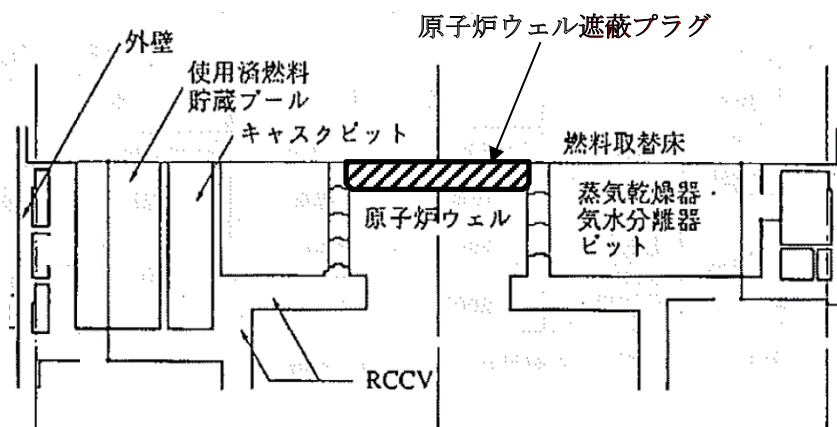 原子炉ウェル遮蔽プラグ
外壁
使用済燃料
貯蔵プール
キャスクピット
燃料取替床
原子炉ウェル
蒸気乾燥器・
気水分離器
ピット
RCCV